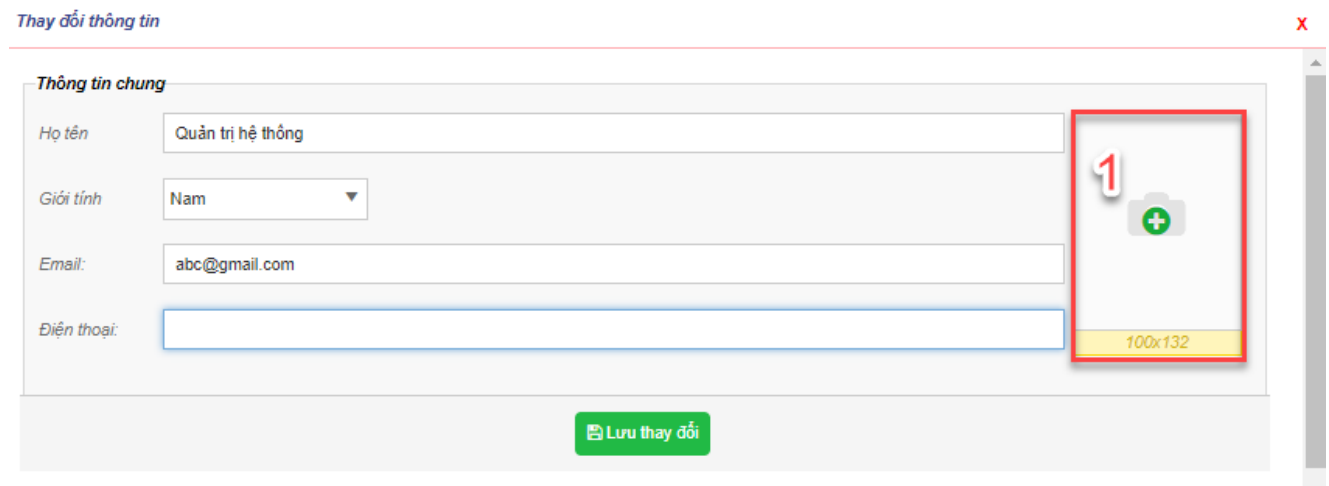 Thay đổi thông tin
X
Thông tin chung
Họ tên
Quản trị hệ thống
Giới tính
Nam
1
Email:
abc@gmail.com
Điện thoại:
100x132
Lưu thay đổi